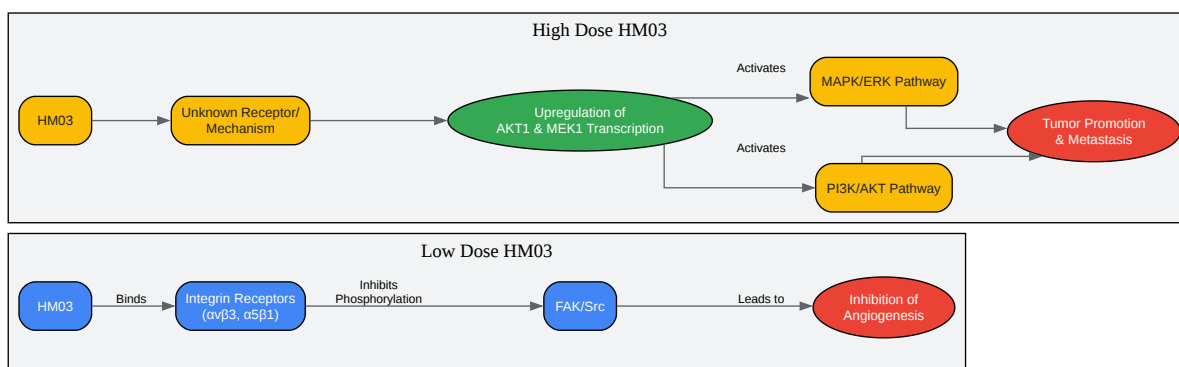 High Dose HM03
HM03
Unknown Receptor/
Mechanism
Upregulation of
AKT1 & MEK1 Transcription
Activates
Activates
MAPK/ERK Pathway
PI3K/AKT Pathway
Tumor Promotion
& Metastasis
Low Dose HM03
HM03
Binds
Integrin Receptors
(αvβ3, α5β1)
Inhibits
Phosphorylation
FAK/Src
Leads to
Inhibition of
Angiogenesis